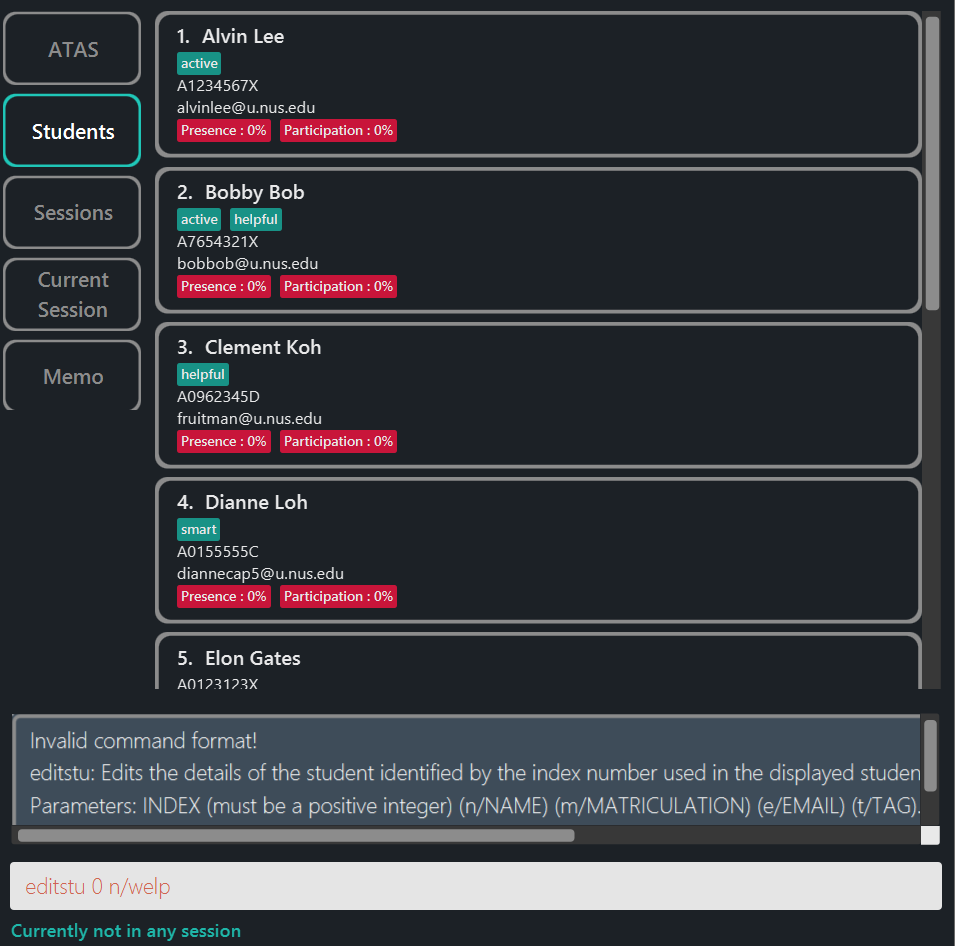 ATAS
Students
Sessions
Current
Session
Memo
1. Alvin Lee
active
A1234567X
alvinlee@u.nus.edu
Presence : 0% Participation : 0%
2. Bobby Bob
active helpful
A7654321X
bobbob@u.nus.edu
Presence : 0% Participation : 0%
3. Clement Koh
helpful
A0962345D
fruitman@u.nus.edu
Presence : 0% Participation : 0%
4. Dianne Loh
smart
A0155555C
diannecap5@u.nus.edu
Presence : 0% Participation : 0%
5. Elon Gates
A0123123X
Invalid command format!
editstu: Edits the details of the student identified by the index number used in the displayed studen
Parameters: INDEX (must be a positive integer) (n/NAME) (m/MATRICULATION) (e/EMAIL) (t/TAG).
editstu 0 n/welp
Currently not in any session